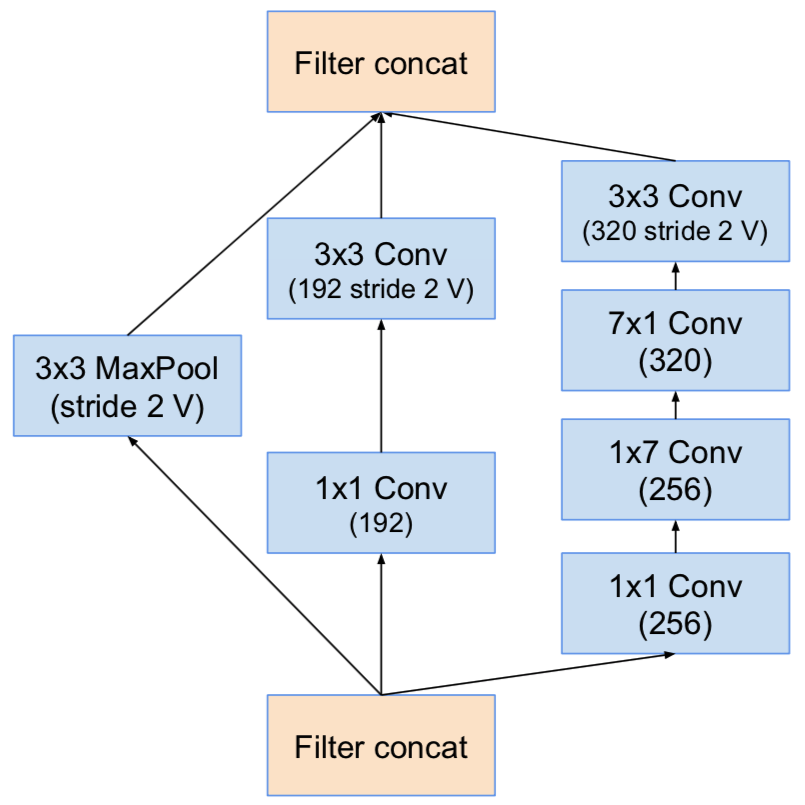 Filter concat
3x3 Conv
(320 stride 2 V)
3x3 Conv
(192 stride 2 V)
7x1 Conv
(320)
3x3 MaxPool
(stride 2 V)
1x7 Conv
(256)
1x1 Conv
(192)
1x1 Conv
(256)
Filter concat